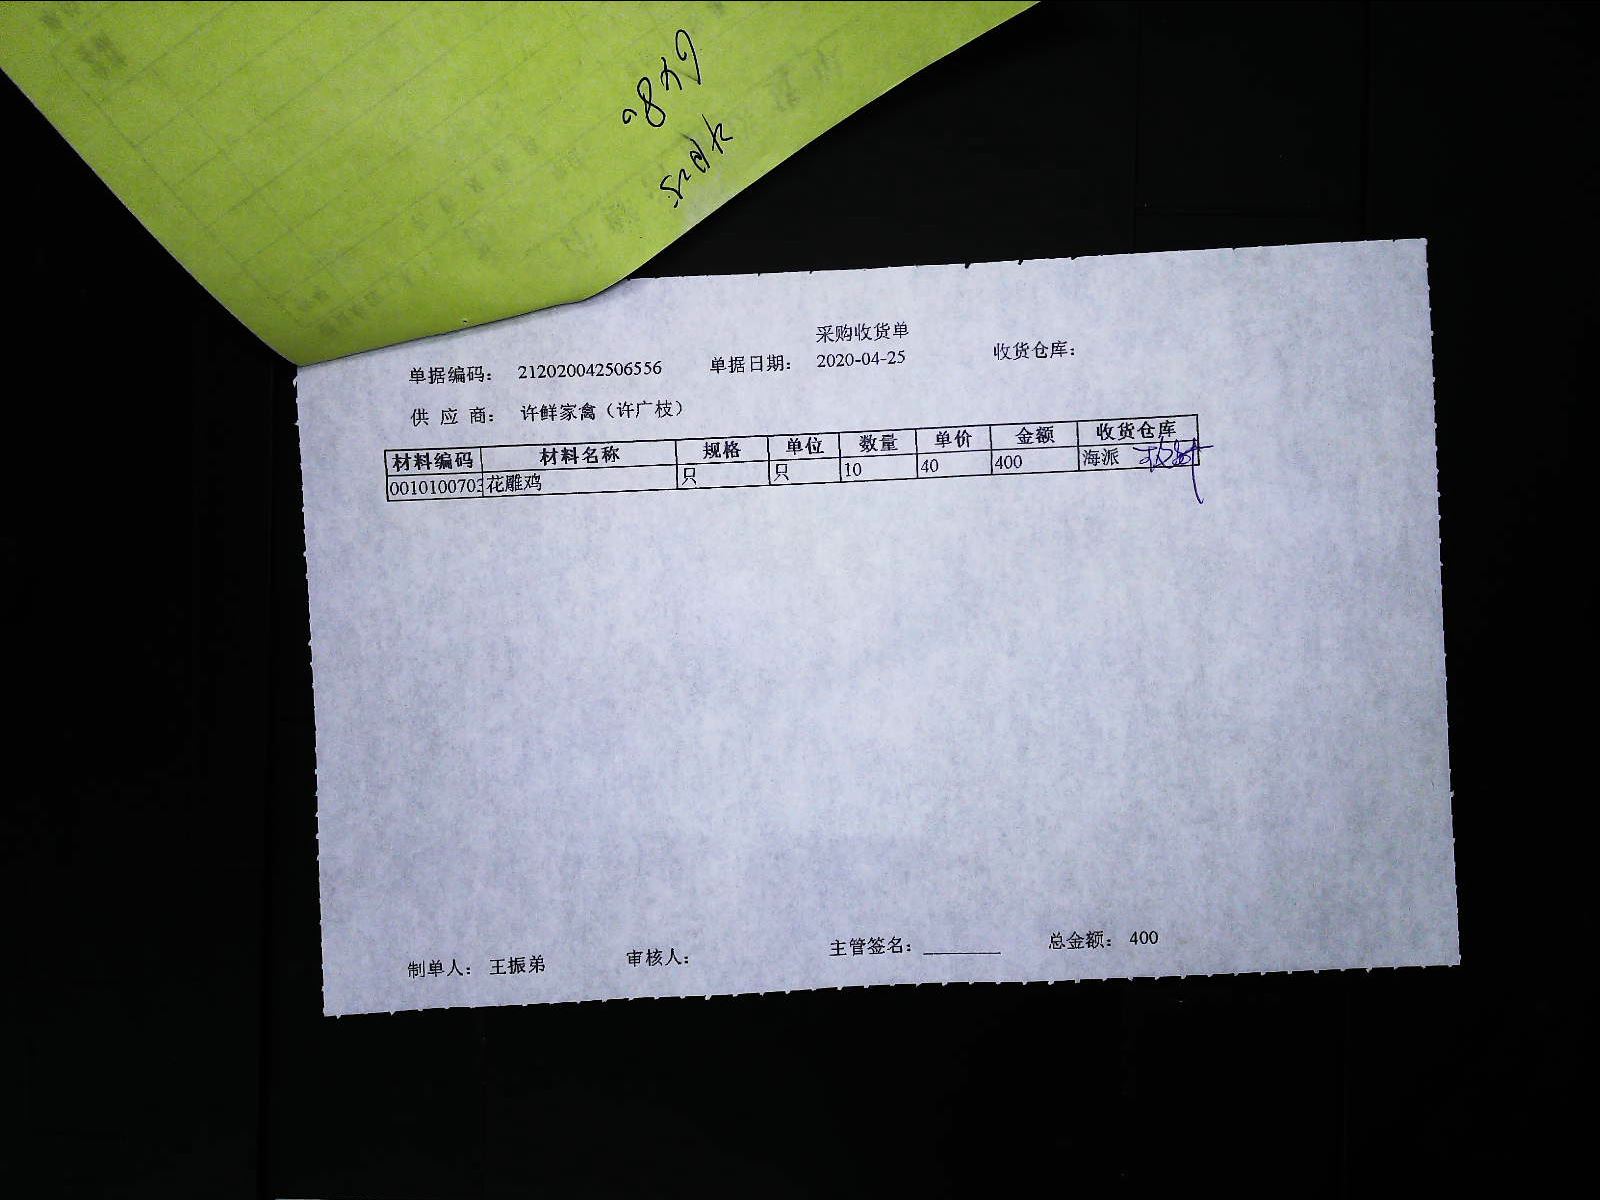 采购收货单
单据编码: 212020042506556 单据日期: 2020-04-25 收货仓库:
供 应 商: 许鲜家禽（许广枝）
材料编码 材料名称 规格 单位 数量 单价 金额 收货仓库
0010100703 花雕鸡 只 只 10 40 400 海派
制单人: 王振弟 审核人: 主管签名: 总金额: 400